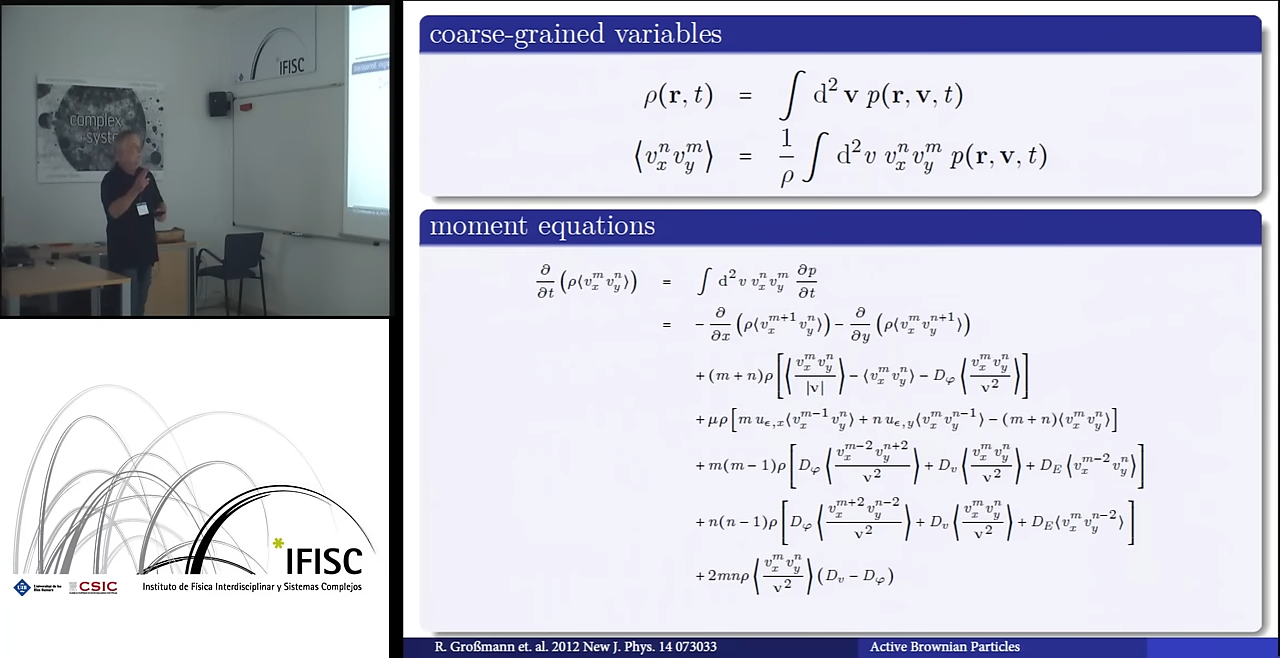 IFISC
complex
syst
coarse-grained variables
ρ(r, t) = ∫ d² v p(r, v, t)
⟨vₓⁿ v_yᵐ⟩ = 1/ρ ∫ d²v vₓⁿ v_yᵐ p(r, v, t)
moment equations
∂/∂t (ρ⟨vₓᵐ v_yⁿ⟩) = ∫ d²v vₓⁿ v_yᵐ ∂p/∂t
= − ∂/∂x (ρ⟨vₓᵐ⁺¹ v_yⁿ⟩) − ∂/∂y (ρ⟨vₓᵐ v_yⁿ⁺¹⟩)
+ (m + n)ρ [⟨vₓᵐ v_yⁿ / |v|⟩ − ⟨vₓᵐ v_yⁿ⟩ − D_φ ⟨vₓᵐ v_yⁿ / v²⟩]
+ μρ [m u_ϵ,x ⟨vₓᵐ⁻¹ v_yⁿ⟩ + n u_ϵ,y ⟨vₓᵐ v_yⁿ⁻¹⟩ − (m + n)⟨vₓᵐ v_yⁿ⟩]
+ m(m − 1)ρ [D_φ ⟨vₓᵐ⁻² v_yⁿ⁺² / v²⟩ + D_v ⟨vₓᵐ v_yⁿ / v²⟩ + D_E ⟨vₓᵐ⁻² v_yⁿ⟩]
+ n(n − 1)ρ [D_φ ⟨vₓᵐ⁺² v_yⁿ⁻² / v²⟩ + D_v ⟨vₓᵐ v_yⁿ / v²⟩ + D_E ⟨vₓᵐ v_yⁿ⁻²⟩]
+ 2mnρ ⟨vₓᵐ v_yⁿ / v²⟩ (D_v − D_φ)
R. Großmann et. al. 2012 New J. Phys. 14 073033
Active Brownian Particles
*IFISC
CSIC
Instituto de Física Interdisciplinar y Sistemas Complejos